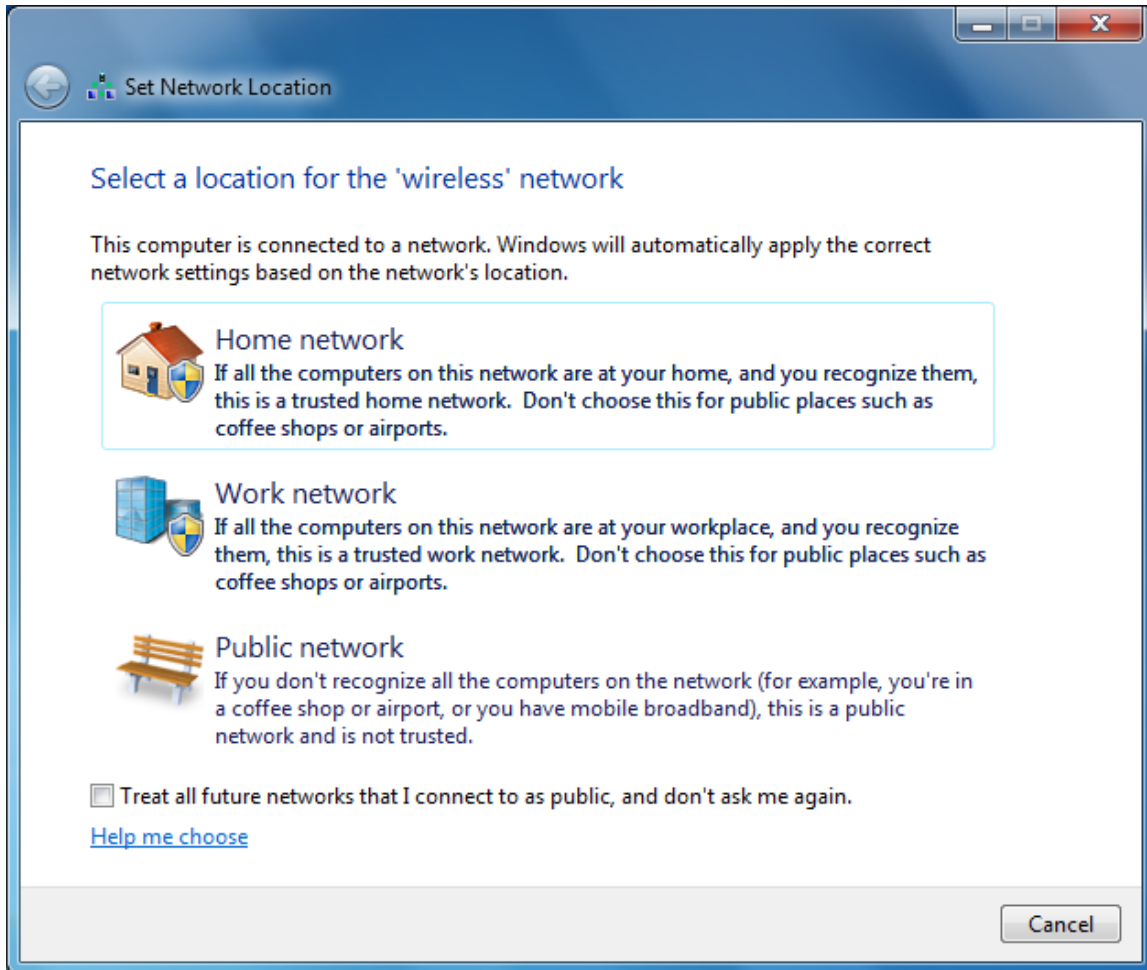 Set Network Location
Select a location for the 'wireless' network
This computer is connected to a network. Windows will automatically apply the correct
network settings based on the network's location.
Home network
If all the computers on this network are at your home, and you recognize them,
this is a trusted home network.  Don't choose this for public places such as
coffee shops or airports.
Work network
If all the computers on this network are at your workplace, and you recognize
them, this is a trusted work network.  Don't choose this for public places such as
coffee shops or airports.
Public network
If you don't recognize all the computers on the network (for example, you're in
a coffee shop or airport, or you have mobile broadband), this is a public
network and is not trusted.
Treat all future networks that I connect to as public, and don't ask me again.
Help me choose
Cancel